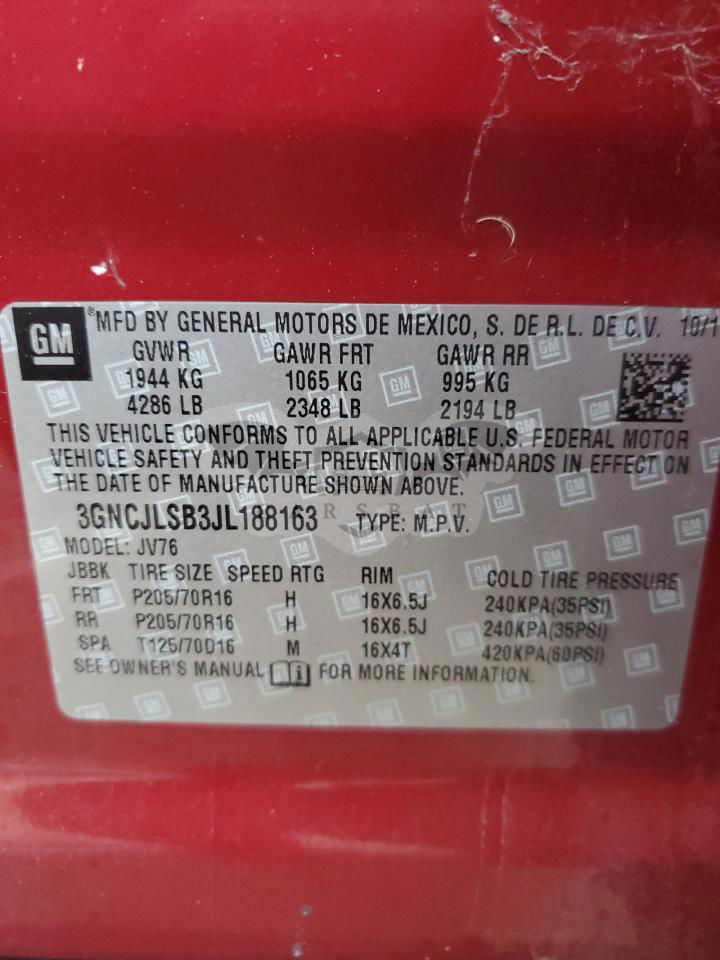 GM
®MFD BY GENERAL MOTORS DE MEXICO, S. DE R.L. DE C.V. 10/1
GVWR GAWR FRT GAWR RR
1944 KG 1065 KG 995 KG
4286 LB 2348 LB 2194 LB
THIS VEHICLE CONFORMS TO ALL APPLICABLE U.S. FEDERAL MOTOR
VEHICLE SAFETY AND THEFT PREVENTION STANDARDS IN EFFECT ON
THE DATE OF MANUFACTURE SHOWN ABOVE.
3GNCJLSB3JL188163 TYPE: M.P.V.
MODEL: JV76
JBBK TIRE SIZE SPEED RTG RIM COLD TIRE PRESSURE
FRT P205/70R16 H 16X6.5J 240KPA(35PSI)
RR P205/70R16 H 16X6.5J 240KPA(35PSI)
SPA T125/70D16 M 16X4T 420KPA(60PSI)
SEE OWNER'S MANUAL FOR MORE INFORMATION.